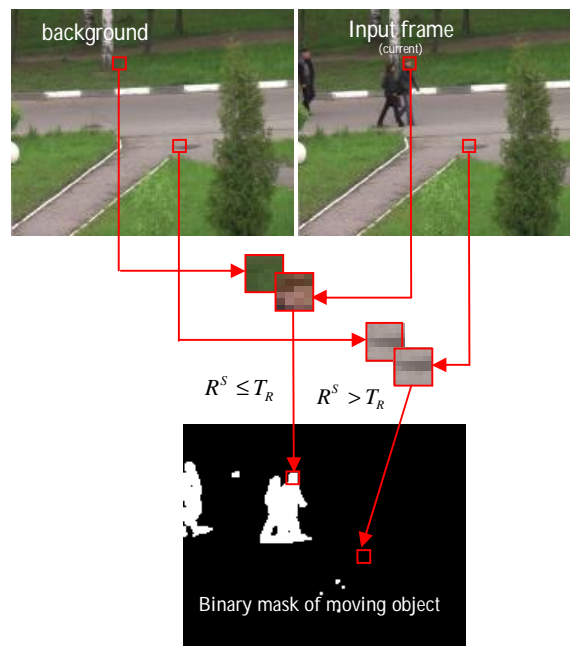 background
Input frame
(current)
R^S ≤ T_R
R^S > T_R
Binary mask of moving object